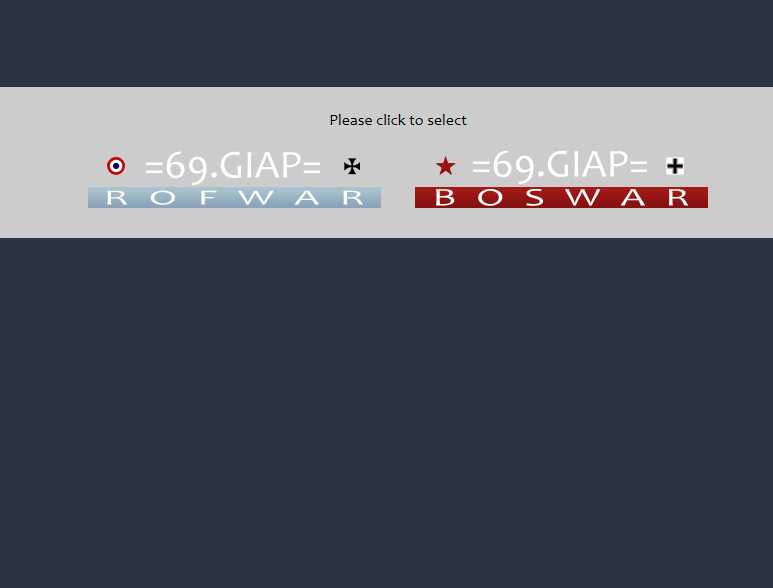 Please click to select
=69.GIAP=
ROFWAR
=69.GIAP=
BOSWAR